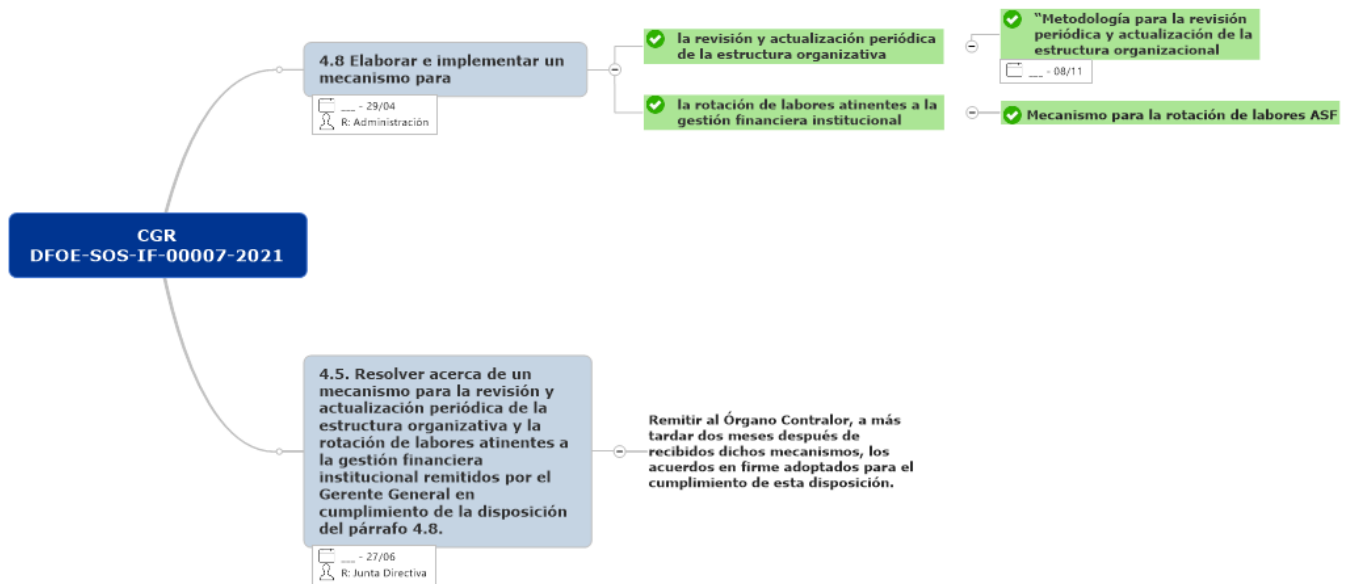 CGR
DFOE-SOS-IF-00007-2021
4.8 Elaborar e implementar un
mecanismo para
___ - 29/04
R: Administración
la revisión y actualización periódica
de la estructura organizativa
“Metodología para la revisión
periódica y actualización de la
estructura organizacional
___ - 08/11
la rotación de labores atinentes a la
gestión financiera institucional
Mecanismo para la rotación de labores ASF
4.5. Resolver acerca de un
mecanismo para la revisión y
actualización periódica de la
estructura organizativa y la
rotación de labores atinentes a
la gestión financiera
institucional remitidos por el
Gerente General en
cumplimiento de la disposición
del párrafo 4.8.
___ - 27/06
R: Junta Directiva
Remitir al Órgano Contralor, a más
tardar dos meses después de
recibidos dichos mecanismos, los
acuerdos en firme adoptados para el
cumplimiento de esta disposición.